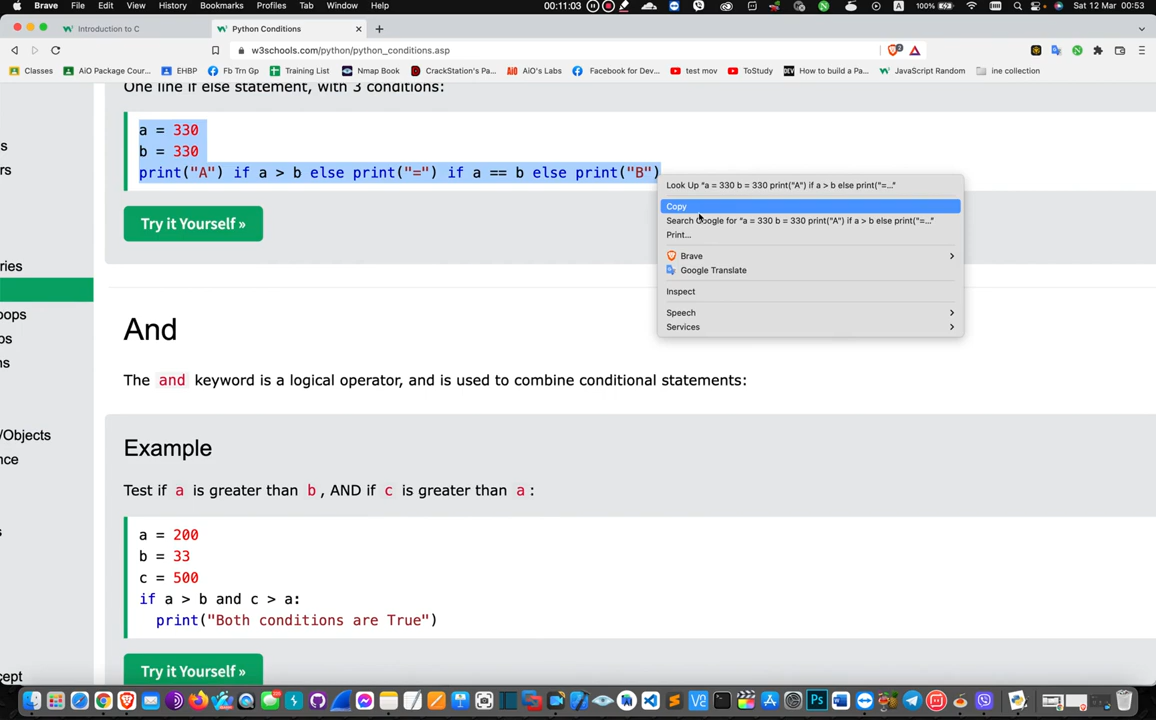 Brave File Edit View History Bookmarks Profiles Tab Window Help 00:11:03 A 100% Sat 12 Mar 00:53
Introduction to C
Python Conditions
w3schools.com/python/python_conditions.asp
Classes AiO Package Cour... EHBP Fb Trn Gp Training List Nmap Book CrackStation's Pa... AiO's Labs Facebook for Dev... test mov ToStudy How to build a Pa... JavaScript Random ine collection
One line if else statement, with 3 conditions:
a = 330
b = 330
print("A") if a > b else print("=") if a == b else print("B")
Look Up "a = 330 b = 330 print("A") if a > b else print("=..."
Copy
Search Google for "a = 330 b = 330 print("A") if a > b else print("=..."
Print...
Brave
Google Translate
Inspect
Speech
Services
Try it Yourself »
s
rs
ries
oops
os
ns
/Objects
nce
s
cept
And
The and keyword is a logical operator, and is used to combine conditional statements:
Example
Test if a is greater than b, AND if c is greater than a:
a = 200
b = 33
c = 500
if a > b and c > a:
print("Both conditions are True")
Try it Yourself »